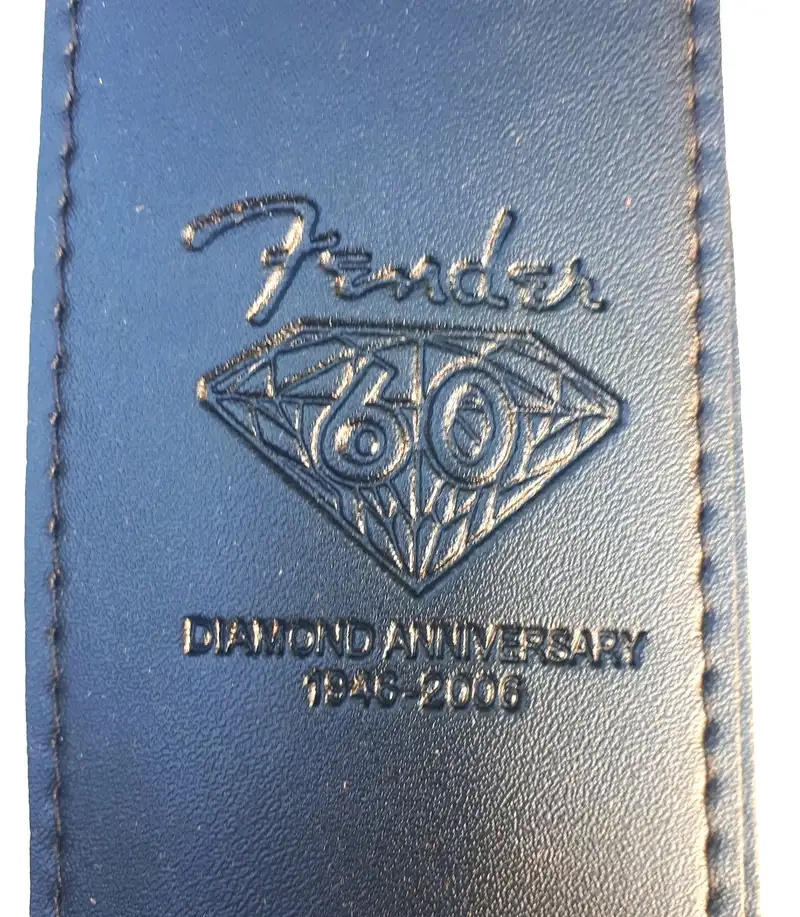 Fender
60
DIAMOND ANNIVERSARY
1946-2006